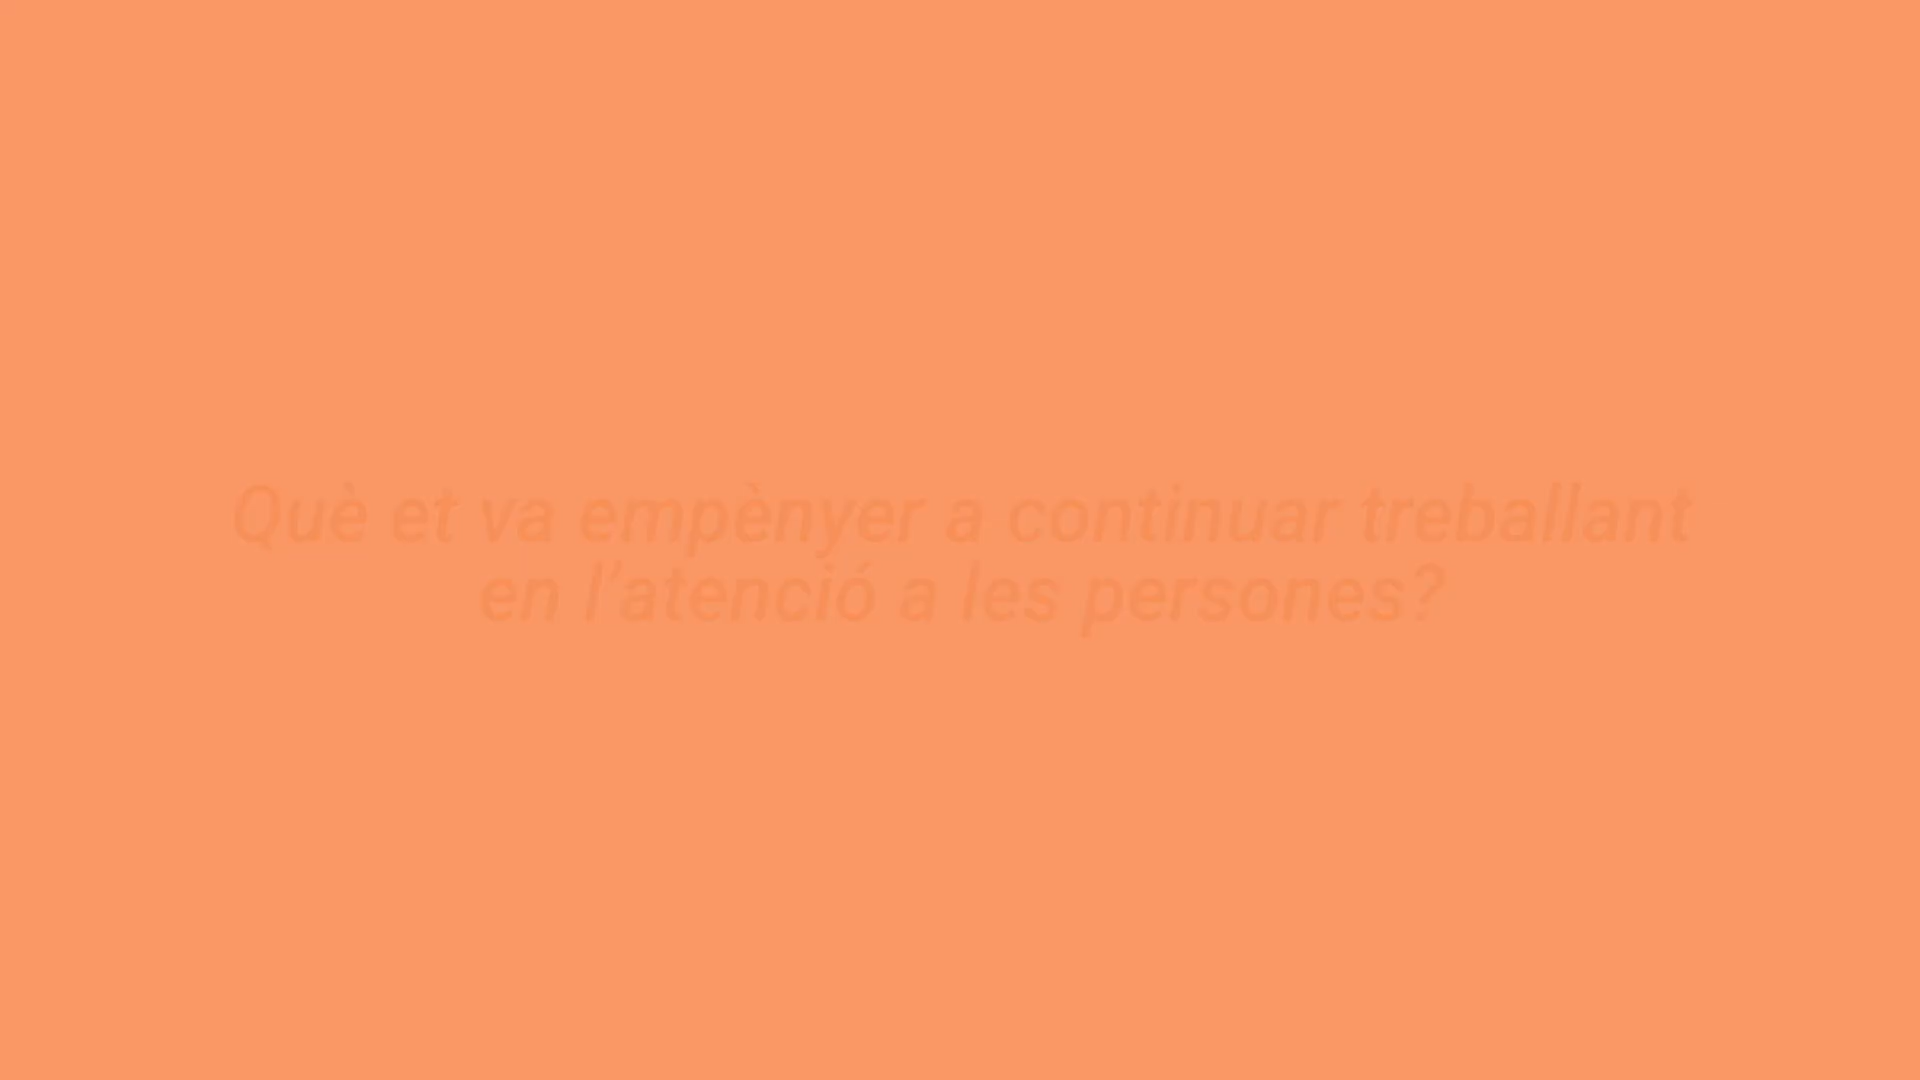 Què et va empènyer a continuar treballant
en l’atenció a les persones?